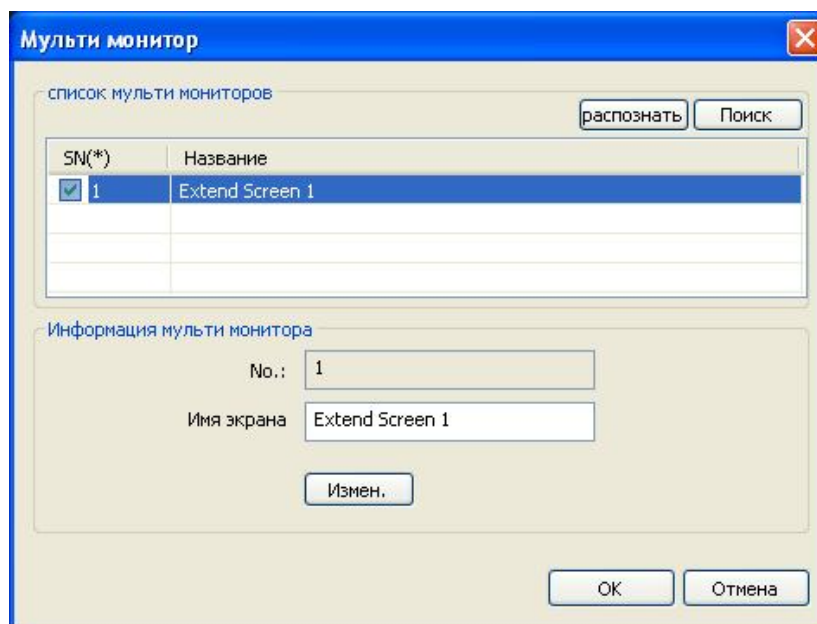 Мульти монитор
список мульти мониторов
распознать Поиск
SN(*) Название
1 Extend Screen 1
Информация мульти монитора
No.: 1
Имя экрана Extend Screen 1
Измен.
OK Отмена